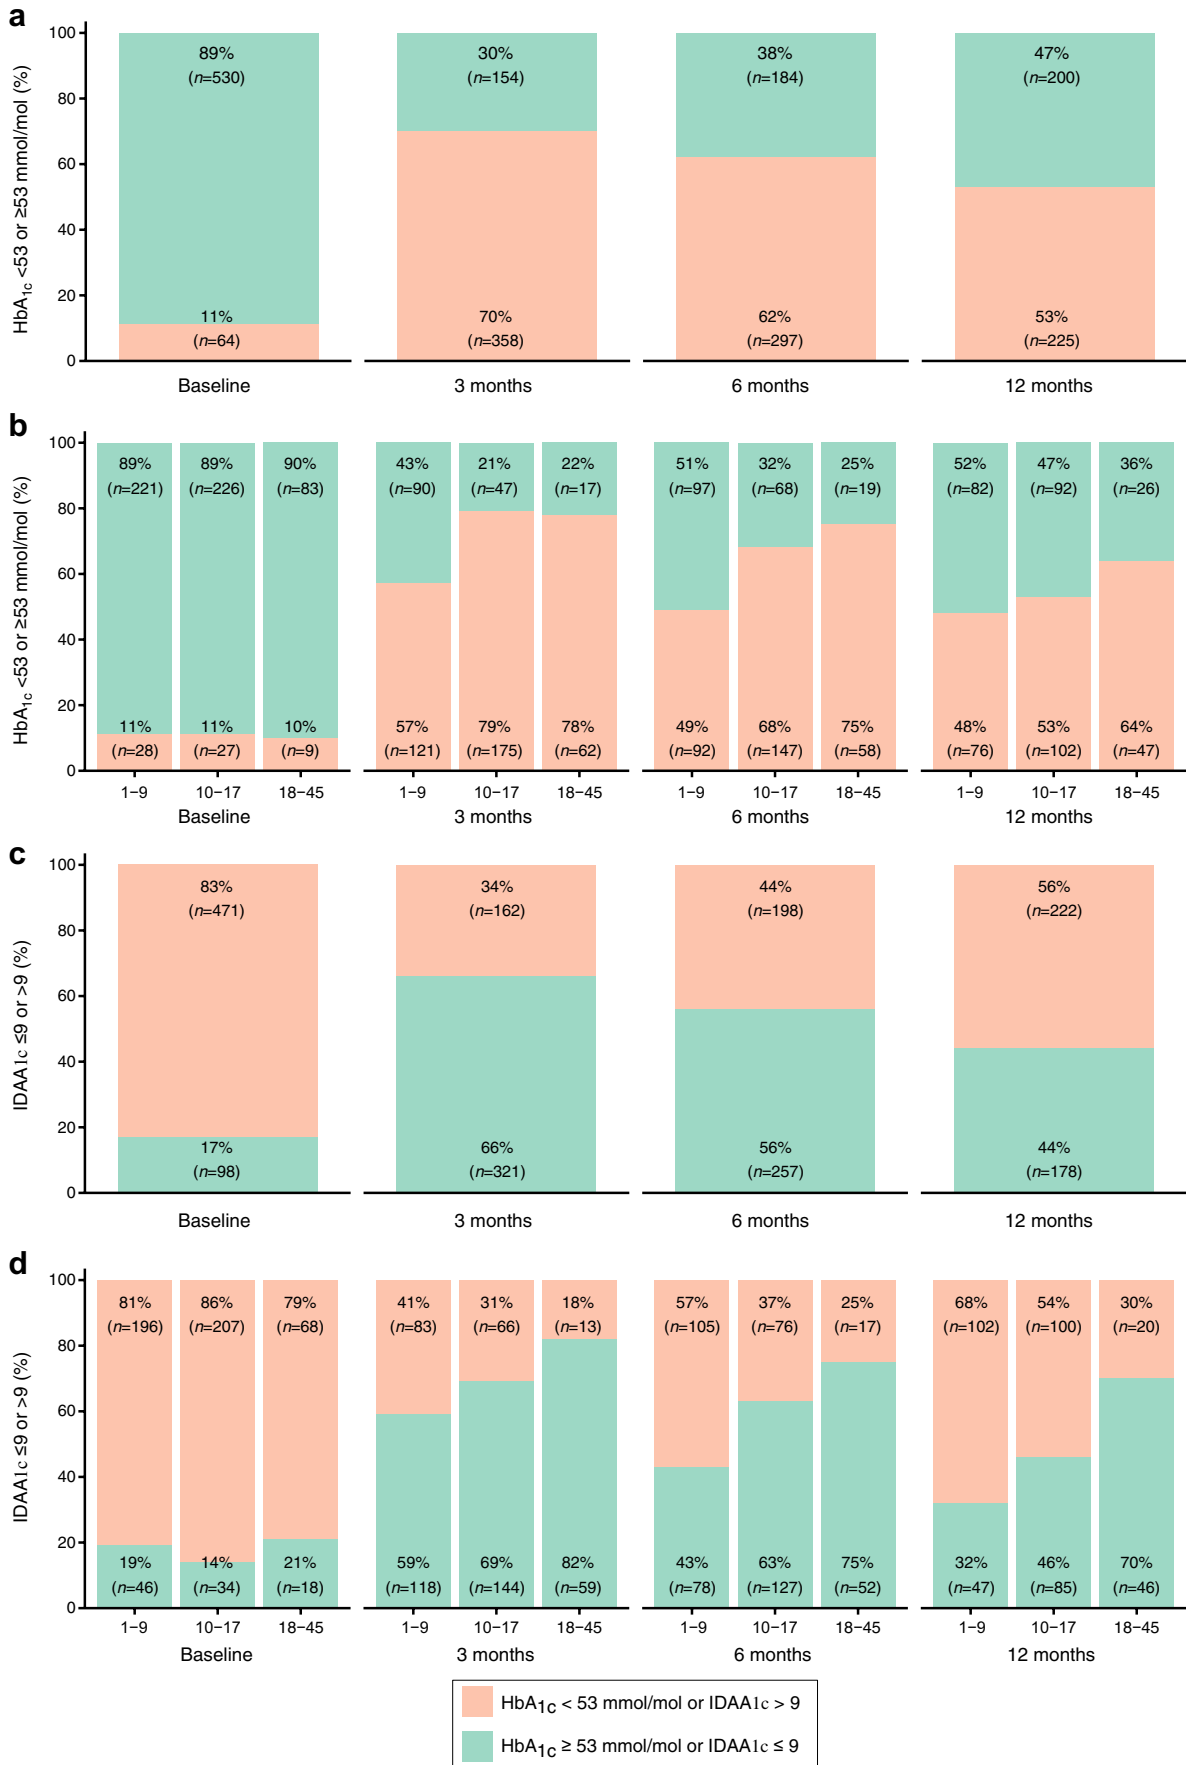 a
HbA1c <53 or ≥53 mmol/mol (%)
100
80
60
40
20
0
89% 30% 38% 47%
(n=530) (n=154) (n=184) (n=200)
11% 70% 62% 53%
(n=64) (n=358) (n=297) (n=225)
Baseline 3 months 6 months 12 months
b
HbA1c <53 or ≥53 mmol/mol (%)
100
80
60
40
20
0
89% 89% 90% 43% 21% 22% 51% 32% 25% 52% 47% 36%
(n=221) (n=226) (n=83) (n=90) (n=47) (n=17) (n=97) (n=68) (n=19) (n=82) (n=92) (n=26)
11% 11% 10% 57% 79% 78% 49% 68% 75% 48% 53% 64%
(n=28) (n=27) (n=9) (n=121) (n=175) (n=62) (n=92) (n=147) (n=58) (n=76) (n=102) (n=47)
1–9 10–17 18–45 1–9 10–17 18–45 1–9 10–17 18–45 1–9 10–17 18–45
Baseline 3 months 6 months 12 months
c
IDAA1c ≤9 or >9 (%)
100
80
60
40
20
0
83% 34% 44% 56%
(n=471) (n=162) (n=198) (n=222)
17% 66% 56% 44%
(n=98) (n=321) (n=257) (n=178)
Baseline 3 months 6 months 12 months
d
IDAA1c ≤9 or >9 (%)
100
80
60
40
20
0
81% 86% 79% 41% 31% 18% 57% 37% 25% 68% 54% 30%
(n=196) (n=207) (n=68) (n=83) (n=66) (n=13) (n=105) (n=76) (n=17) (n=102) (n=100) (n=20)
19% 14% 21% 59% 69% 82% 43% 63% 75% 32% 46% 70%
(n=46) (n=34) (n=18) (n=118) (n=144) (n=59) (n=78) (n=127) (n=52) (n=47) (n=85) (n=46)
1–9 10–17 18–45 1–9 10–17 18–45 1–9 10–17 18–45 1–9 10–17 18–45
Baseline 3 months 6 months 12 months
HbA1c < 53 mmol/mol or IDAA1c > 9
HbA1c ≥ 53 mmol/mol or IDAA1c ≤ 9